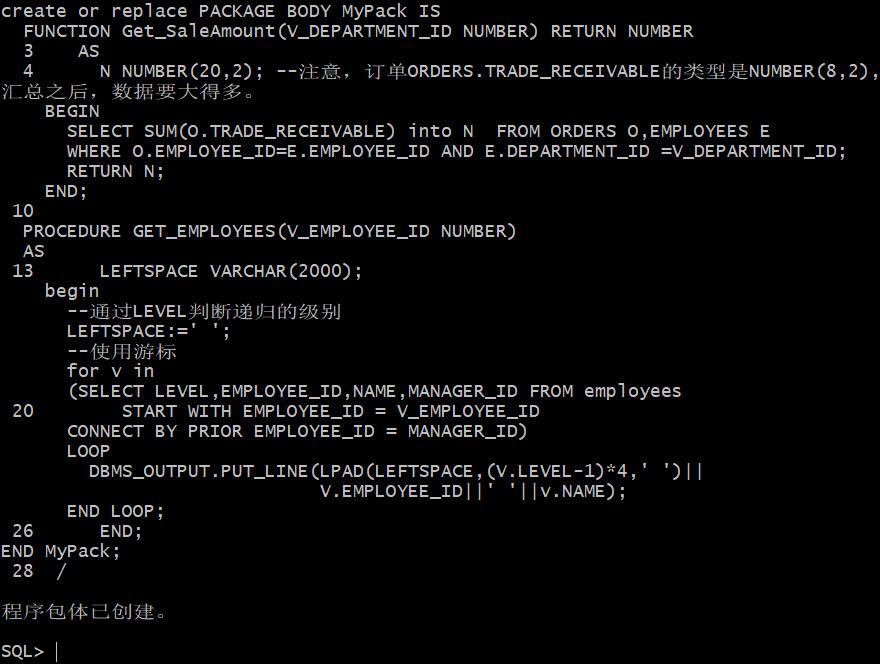 create or replace PACKAGE BODY MyPack IS
  FUNCTION Get_SaleAmount(V_DEPARTMENT_ID NUMBER) RETURN NUMBER
  3    AS
  4      N NUMBER(20,2); --注意，订单ORDERS.TRADE_RECEIVABLE的类型是NUMBER(8,2),
汇总之后，数据要大得多。
    BEGIN
      SELECT SUM(O.TRADE_RECEIVABLE) into N  FROM ORDERS O,EMPLOYEES E
      WHERE O.EMPLOYEE_ID=E.EMPLOYEE_ID AND E.DEPARTMENT_ID =V_DEPARTMENT_ID;
      RETURN N;
    END;
 10
  PROCEDURE GET_EMPLOYEES(V_EMPLOYEE_ID NUMBER)
  AS
 13      LEFTSPACE VARCHAR(2000);
    begin
      --通过LEVEL判断递归的级别
      LEFTSPACE:=' ';
      --使用游标
      for v in
      (SELECT LEVEL,EMPLOYEE_ID,NAME,MANAGER_ID FROM employees
 20        START WITH EMPLOYEE_ID = V_EMPLOYEE_ID
      CONNECT BY PRIOR EMPLOYEE_ID = MANAGER_ID)
      LOOP
        DBMS_OUTPUT.PUT_LINE(LPAD(LEFTSPACE,(V.LEVEL-1)*4,' ')||
                             V.EMPLOYEE_ID||' '||v.NAME);
      END LOOP;
 26      END;
END MyPack;
 28  /
程序包体已创建。
SQL>